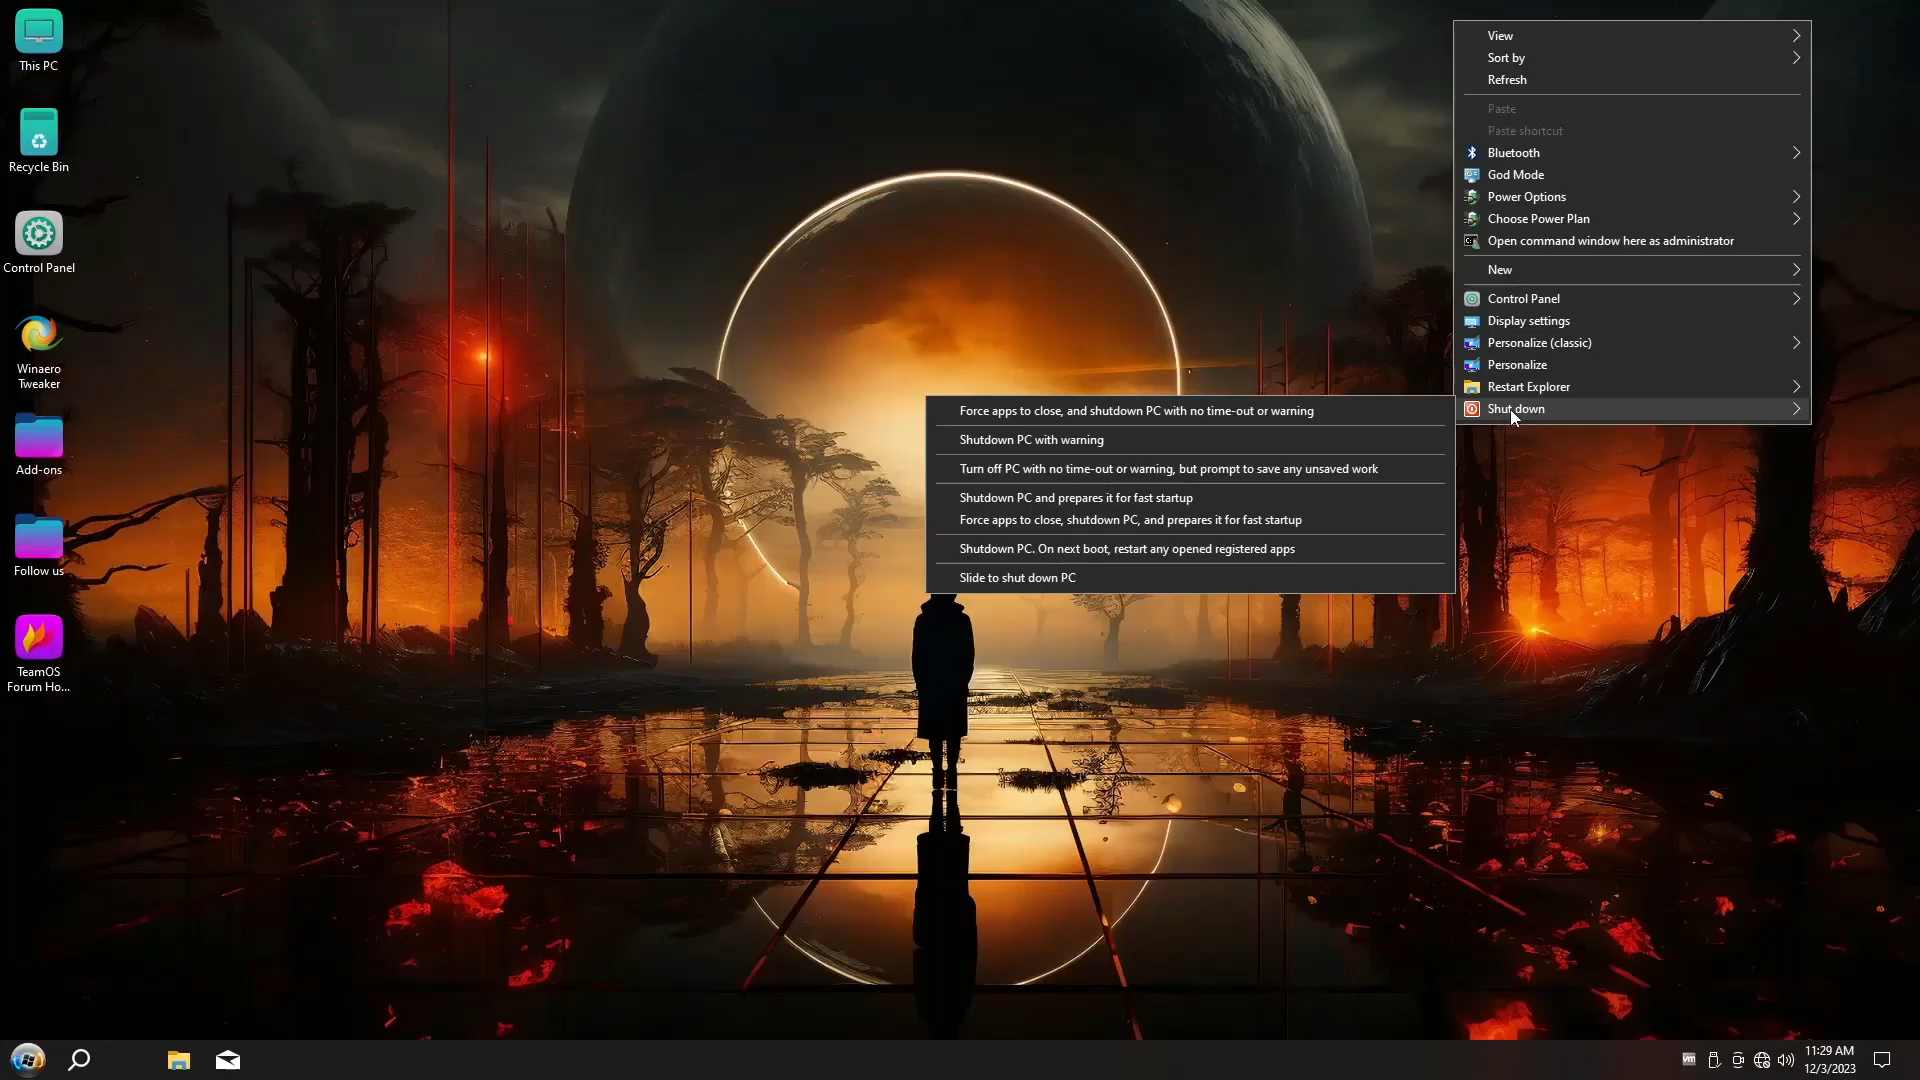 This PC
Recycle Bin
Control Panel
Winaero
Tweaker
Add-ons
Follow us
TeamOS
Forum Ho...
View
Sort by
Refresh
Paste
Paste shortcut
Bluetooth
God Mode
Power Options
Choose Power Plan
Open command window here as administrator
New
Control Panel
Display settings
Personalize (classic)
Personalize
Restart Explorer
Shut down
Force apps to close, and shutdown PC with no time-out or warning
Shutdown PC with warning
Turn off PC with no time-out or warning, but prompt to save any unsaved work
Shutdown PC and prepares it for fast startup
Force apps to close, shutdown PC, and prepares it for fast startup
Shutdown PC. On next boot, restart any opened registered apps
Slide to shut down PC
vm
11:29 AM
12/3/2023